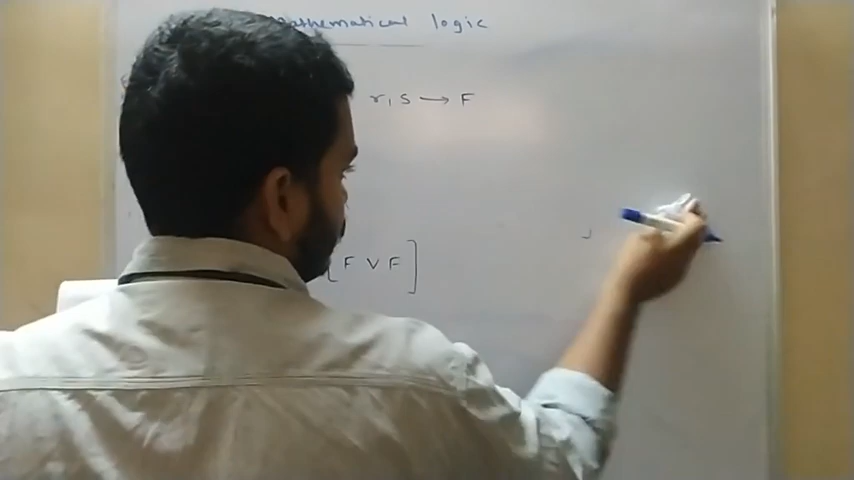 Mathematical logic
r, s → F
[F ∨ F]